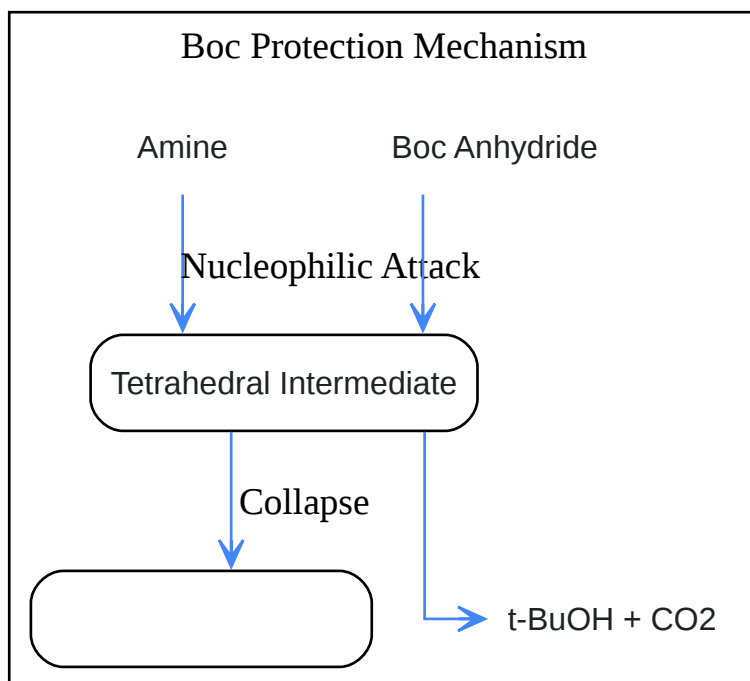 Boc Protection Mechanism
Amine
Boc Anhydride
Nucleophilic Attack
Tetrahedral Intermediate
Collapse
t-BuOH + CO2